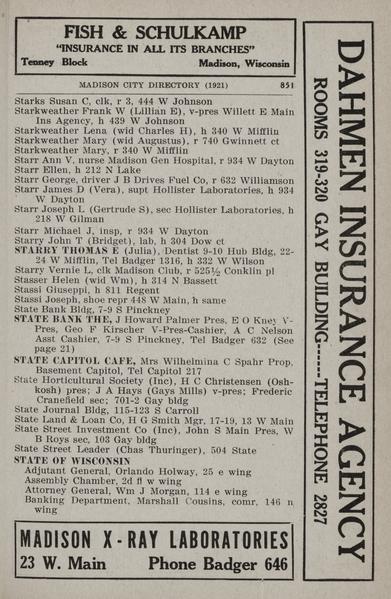 FISH & SCHULKAMP
"INSURANCE IN ALL ITS BRANCHES"
Tenney Block Madison, Wisconsin
MADISON CITY DIRECTORY (1921) 851
Starks Susan C, clk, r 3, 444 W Johnson
Starkweather Frank W (Lillian E), v-pres Willett E Main
Ins Agency, h 439 W Johnson
Starkweather Lena (wid Charles H), h 340 W Mifflin
Starkweather Mary (wid Augustus), r 740 Gwinnett ct
Starkweather Mary, r 340 W Mifflin
Starr Ann V, nurse Madison Gen Hospital, r 934 W Dayton
Starr Ellen, h 212 N Lake
Starr George, driver J B Drives Fuel Co, r 632 Williamson
Starr James D (Vera), supt Hollister Laboratories, h 934
W Dayton
Starr Joseph L (Gertrude S), sec Hollister Laboratories, h
218 W Gilman
Starr Michael J, insp, r 934 W Dayton
Starry John T (Bridget), lab, h 304 Dow ct
STARRY THOMAS E (Julia), Dentist 9-10 Hub Bldg, 22-
24 W Mifflin, Tel Badger 1316, h 332 W Wilson
Starry Vernie L, clk Madison Club, r 525½ Conklin pl
Stasser Helen (wid Wm), h 314 N Bassett
Stassi Giuseppi, h 811 Regent
Stassi Joseph, shoe repr 448 W Main, h same
State Bank Bldg, 7-9 S Pinckney
STATE BANK THE, J Howard Palmer Pres, E O Kney V-
Pres, Geo F Kirscher V-Pres-Cashier, A C Nelson
Asst Cashier, 7-9 S Pinckney, Tel Badger 632 (See
page 21)
STATE CAPITOL CAFE, Mrs Wilhelmina C Spahr Prop,
Basement Capitol, Tel Capitol 217
State Horticultural Society (Inc), H C Christensen (Osh-
kosh) pres; J A Hays (Gays Mills) v-pres; Frederic
Cranefield sec; 701-2 Gay bldg
State Journal Bldg, 115-123 S Carroll
State Land & Loan Co, H G Smith Mgr, 17-19, 13 W Main
State Street Investment Co (Inc), John S Main Pres, W
B Roys sec, 103 Gay bldg
State Street Leader (Chas Thuringer), 504 State
STATE OF WISCONSIN
Adjutant General, Orlando Holway, 25 e wing
Assembly Chamber, 2d fl w wing
Attorney General, Wm J Morgan, 114 e wing
Banking Department, Marshall Cousins, comr, 146 n
wing
MADISON X-RAY LABORATORIES
23 W. Main Phone Badger 646
DAHMEN INSURANCE AGENCY
ROOMS 319-320 GAY BUILDING------TELEPHONE 2827